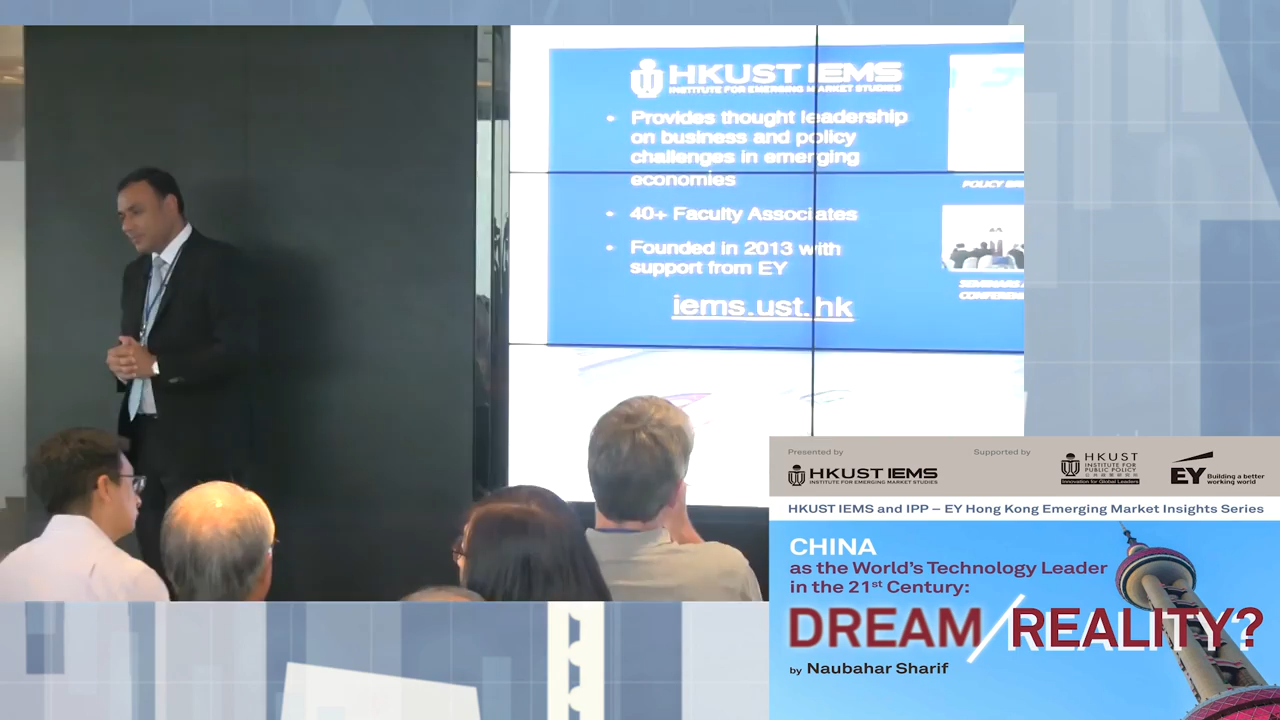 HKUST IEMS
INSTITUTE FOR EMERGING MARKET STUDIES
• Provides thought leadership
on business and policy
challenges in emerging
economies
• 40+ Faculty Associates
• Founded in 2013 with
support from EY
iems.ust.hk
POLICY
SEMINARS
Presented by
HKUST IEMS
INSTITUTE FOR EMERGING MARKET STUDIES
Supported by
HKUST
INSTITUTE FOR
PUBLIC POLICY
Innovation for Global Leaders
EY
Building a better
working world
HKUST IEMS and IPP – EY Hong Kong Emerging Market Insights Series
CHINA
as the World's Technology Leader
in the 21st Century:
DREAM/REALITY?
by Naubahar Sharif